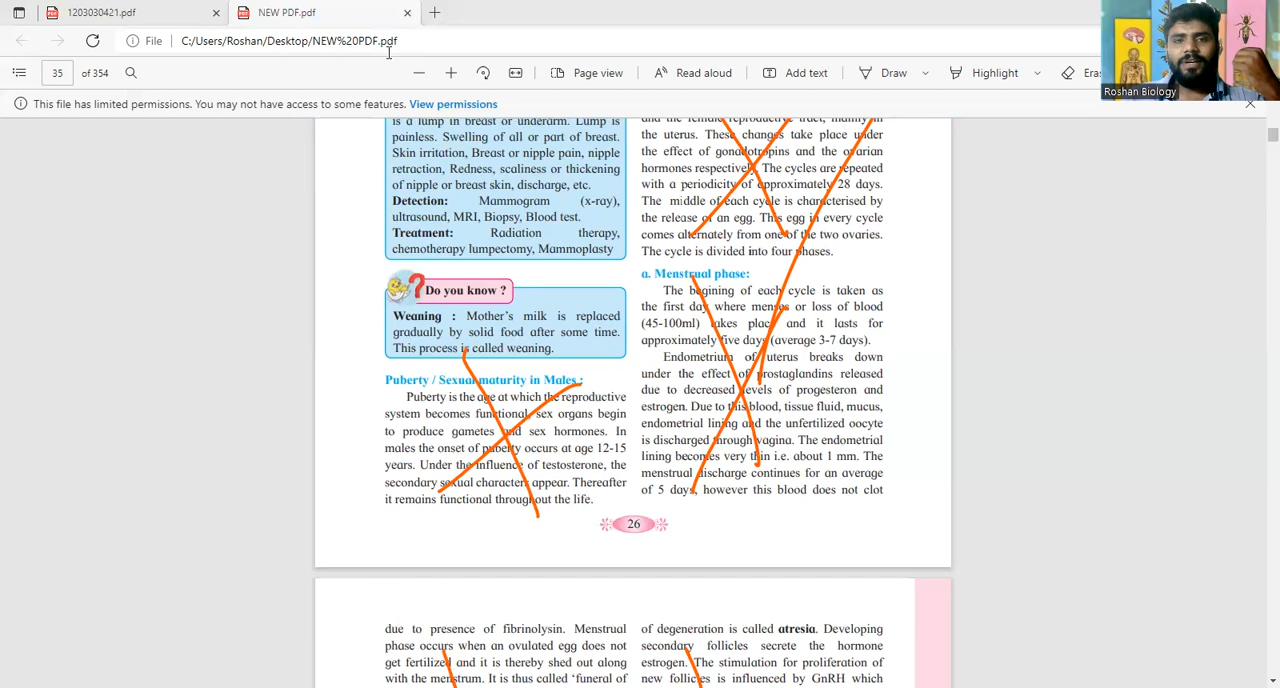 1203030421.pdf
NEW PDF.pdf
File
C:/Users/Roshan/Desktop/NEW%20PDF.pdf
35
of 354
Page view
Read aloud
Add text
Draw
Highlight
Eras
Roshan Biology
This file has limited permissions. You may not have access to some features. View permissions
is a lump in breast or underarm. Lump is
painless. Swelling of all or part of breast.
Skin irritation, Breast or nipple pain, nipple
retraction, Redness, scaliness or thickening
of nipple or breast skin, discharge, etc.
Detection: Mammogram (x-ray),
ultrasound, MRI, Biopsy, Blood test.
Treatment: Radiation therapy,
chemotherapy lumpectomy, Mammoplasty
Do you know ?
Weaning : Mother's milk is replaced
gradually by solid food after some time.
This process is called weaning.
Puberty / Sexual maturity in Males :
Puberty is the age at which the reproductive
system becomes functional, sex organs begin
to produce gametes and sex hormones. In
males the onset of puberty occurs at age 12-15
years. Under the influence of testosterone, the
secondary sexual characters appear. Thereafter
it remains functional throughout the life.
and the female reproductive tract, mainly in
the uterus. These changes take place under
the effect of gonadotropins and the ovarian
hormones respectively. The cycles are repeated
with a periodicity of approximately 28 days.
The middle of each cycle is characterised by
the release of an egg. This egg in every cycle
comes alternately from one of the two ovaries.
The cycle is divided into four phases.
a. Menstrual phase:
The begining of each cycle is taken as
the first day where menses or loss of blood
(45-100ml) takes place and it lasts for
approximately five days (average 3-7 days).
Endometrium of uterus breaks down
under the effect of prostaglandins released
due to decreased levels of progesteron and
estrogen. Due to this blood, tissue fluid, mucus,
endometrial lining and the unfertilized oocyte
is discharged through vagina. The endometrial
lining becomes very thin i.e. about 1 mm. The
menstrual discharge continues for an average
of 5 days, however this blood does not clot
26
due to presence of fibrinolysin. Menstrual
phase occurs when an ovulated egg does not
get fertilized and it is thereby shed out along
with the menstrum. It is thus called 'funeral of
of degeneration is called atresia. Developing
secondary follicles secrete the hormone
estrogen. The stimulation for proliferation of
new follicles is influenced by GnRH which